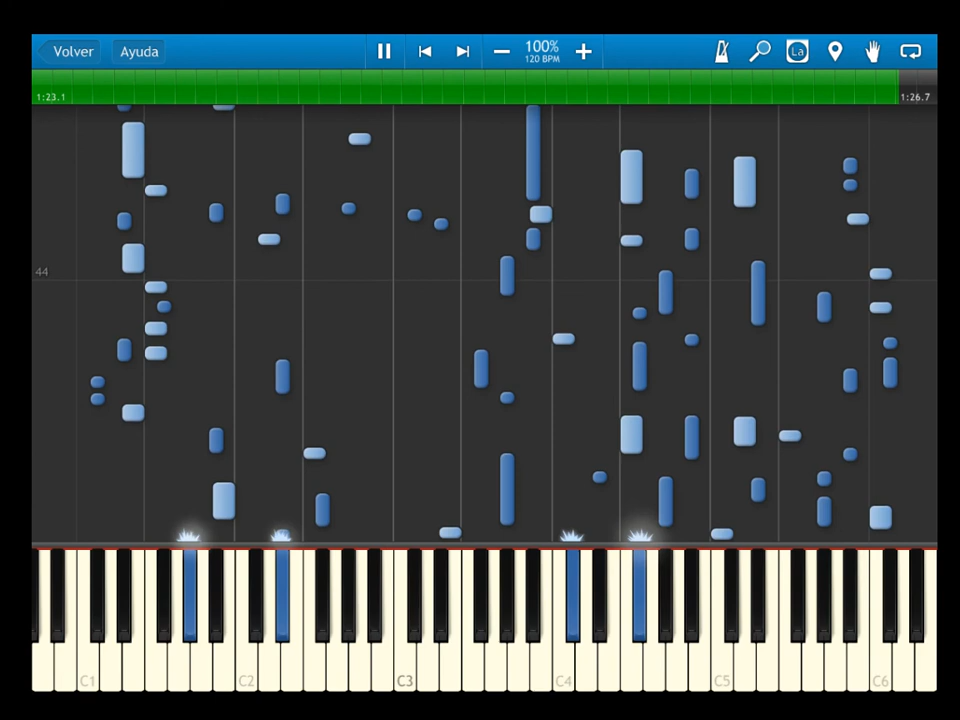 Volver
Ayuda
100%
120 BPM
La
1:23.1
1:26.7
44
C1
C2
C3
C4
C5
C6